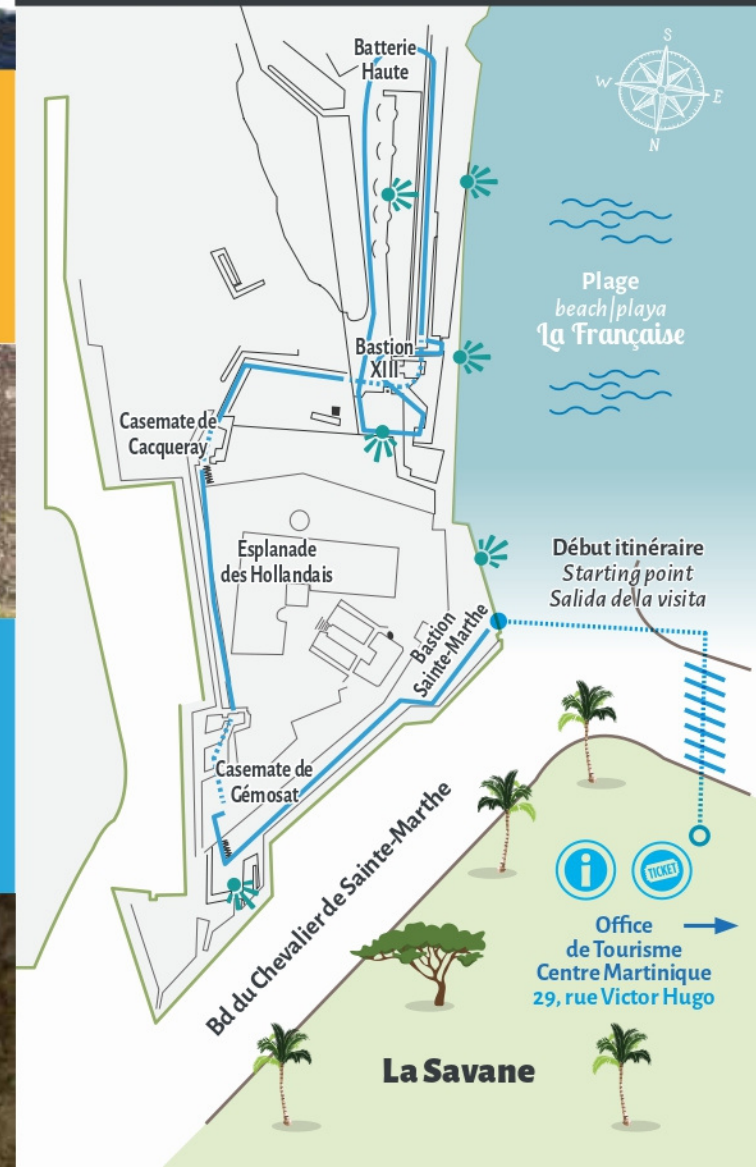 Batterie
Haute
S
W
E
N
Plage
beach|playa
La Française
Bastion
XIII
Casemate de
Cacqueray
Esplanade
des Hollandais
Début itinéraire
Starting point
Salida de la visita
Bastion
Sainte-Marthe
Casemate de
Gémosat
Bd du Chevalier de Sainte-Marthe
i
TICKET
Office
de Tourisme
Centre Martinique
29, rue Victor Hugo
La Savane